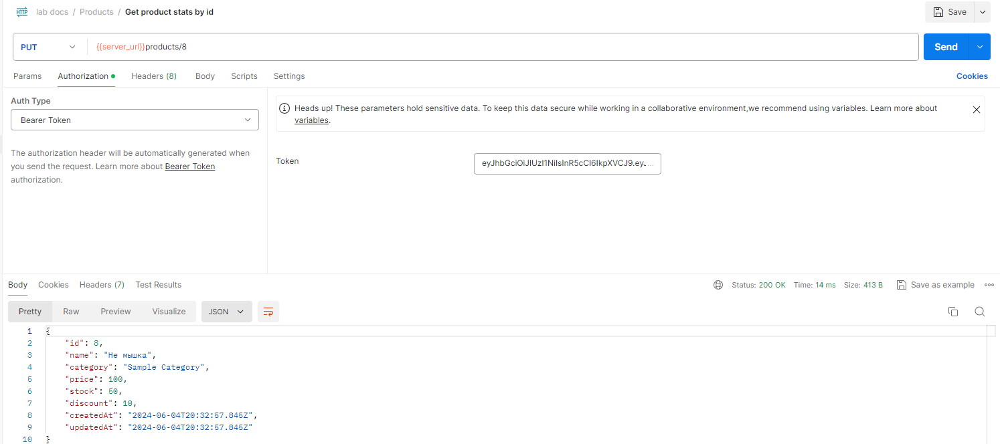 HTTP lab docs / Products / Get product stats by id Save
PUT {{server_url}}products/8 Send
Params Authorization Headers (8) Body Scripts Settings Cookies
Auth Type
Bearer Token
Heads up! These parameters hold sensitive data. To keep this data secure while working in a collaborative environment,we recommend using variables. Learn more about
variables.
The authorization header will be automatically generated when
you send the request. Learn more about Bearer Token
authorization.
Token eyJhbGciOiJIUzI1NiIsInR5cCI6IkpXVCJ9.ey...
Body Cookies Headers (7) Test Results Status: 200 OK Time: 14 ms Size: 413 B Save as example
Pretty Raw Preview Visualize JSON
1 {
2 "id": 8,
3 "name": "Не мышка",
4 "category": "Sample Category",
5 "price": 100,
6 "stock": 50,
7 "discount": 10,
8 "createdAt": "2024-06-04T20:32:57.845Z",
9 "updatedAt": "2024-06-04T20:32:57.845Z"
10 }